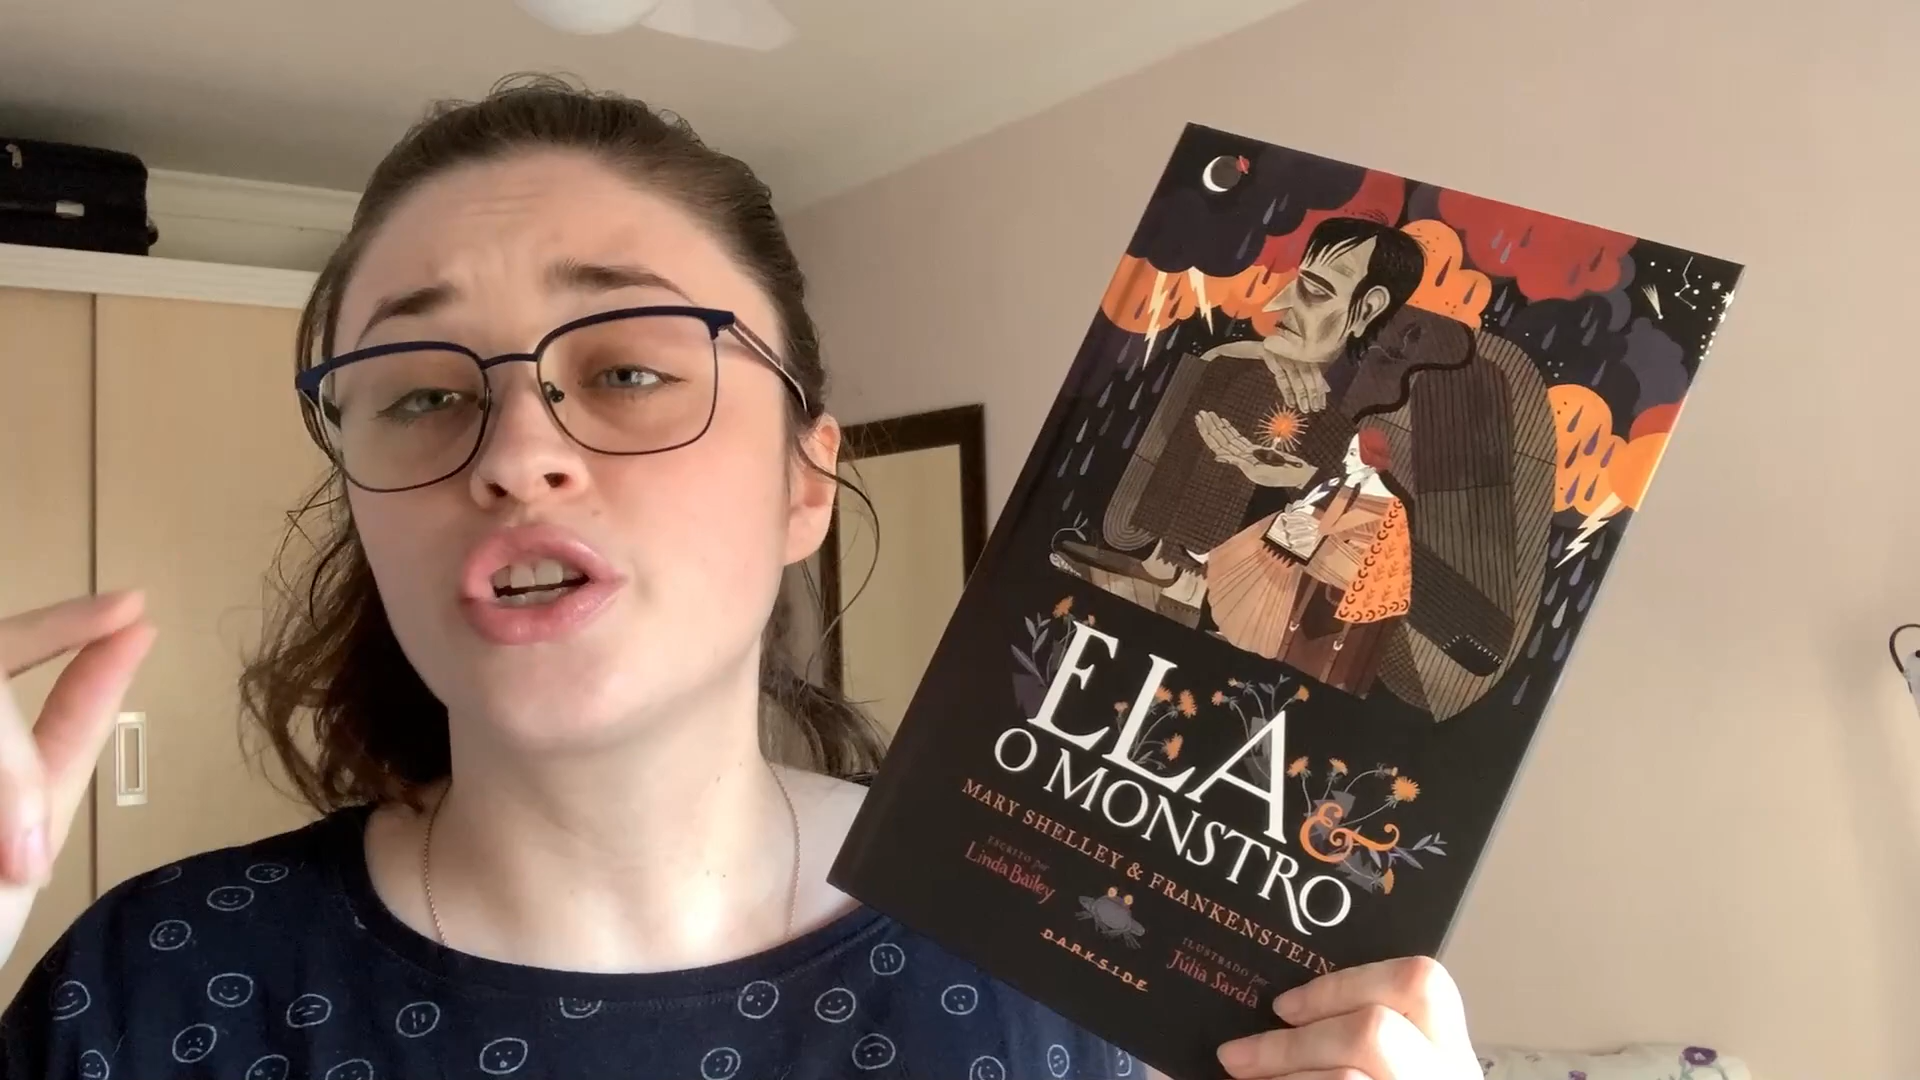 ELA &
O MONSTRO
MARY SHELLEY & FRANKENSTEIN
ESCRITO por
Linda Bailey
ILUSTRADO por
Júlia Sardà
DARKSIDE